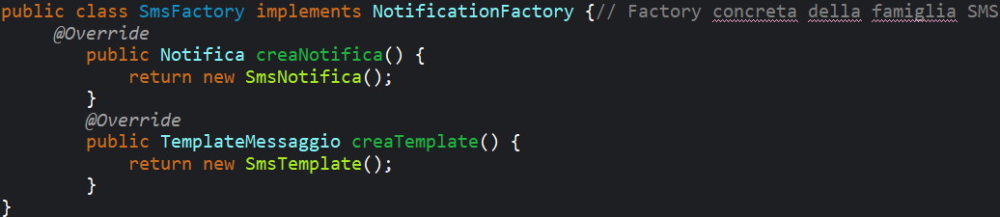 public class SmsFactory implements NotificationFactory {// Factory concreta della famiglia SMS
@Override
public Notifica creaNotifica() {
return new SmsNotifica();
}
@Override
public TemplateMessaggio creaTemplate() {
return new SmsTemplate();
}
}